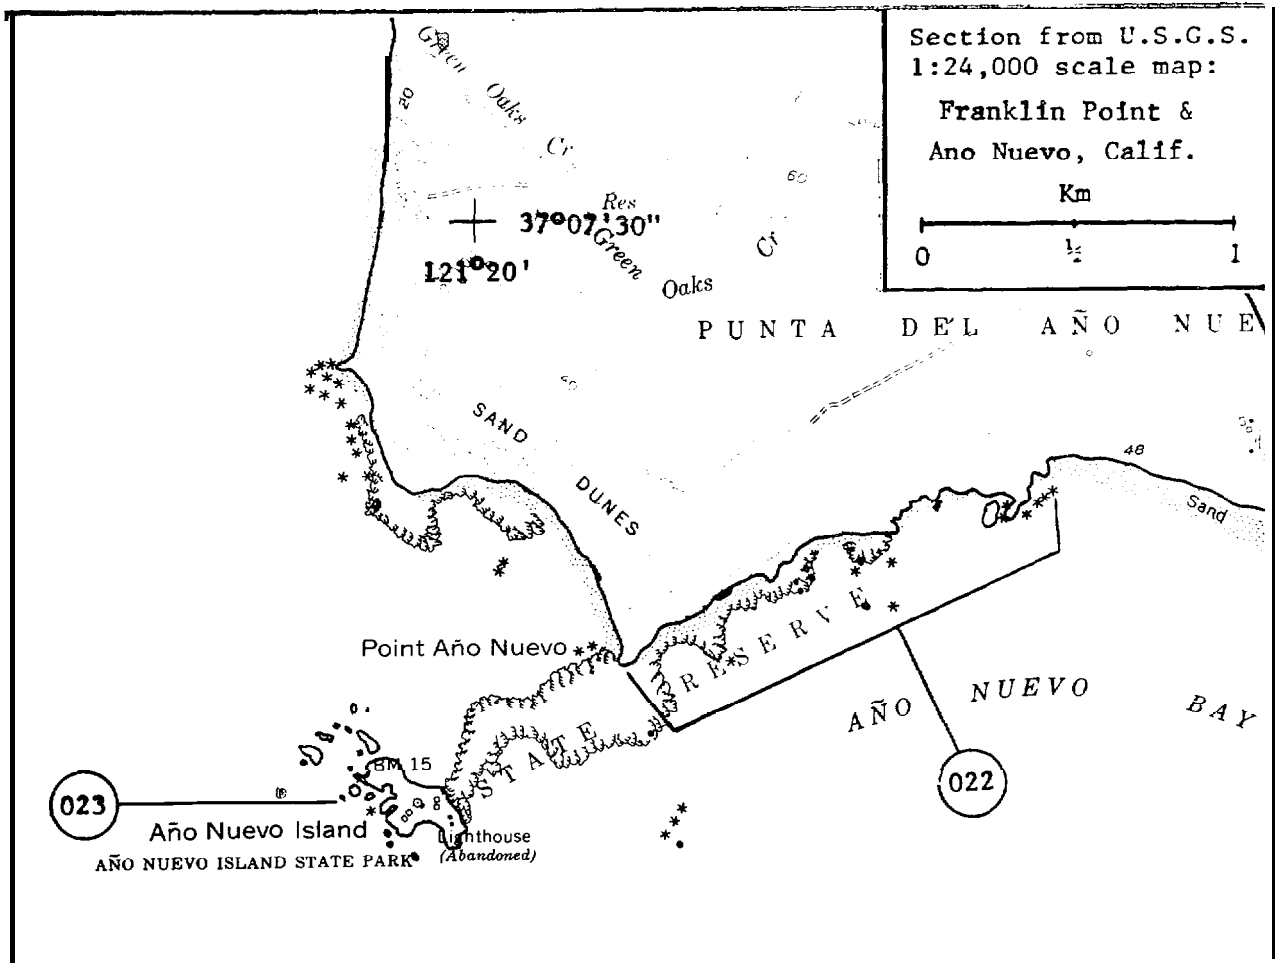 Section from U.S.G.S.
1:24,000 scale map:
Franklin Point &
Ano Nuevo, Calif.
Km
0 ½ 1
Green Oaks Cr
20
60
Res
37°07'30"
121°20'
Green Oaks Cr
PUNTA DEL AÑO NUE
40
SAND DUNES
48
Sand
Point Año Nuevo
STATE RESERVE
AÑO NUEVO BAY
BM 15
023
022
Año Nuevo Island
Lighthouse
(Abandoned)
AÑO NUEVO ISLAND STATE PARK